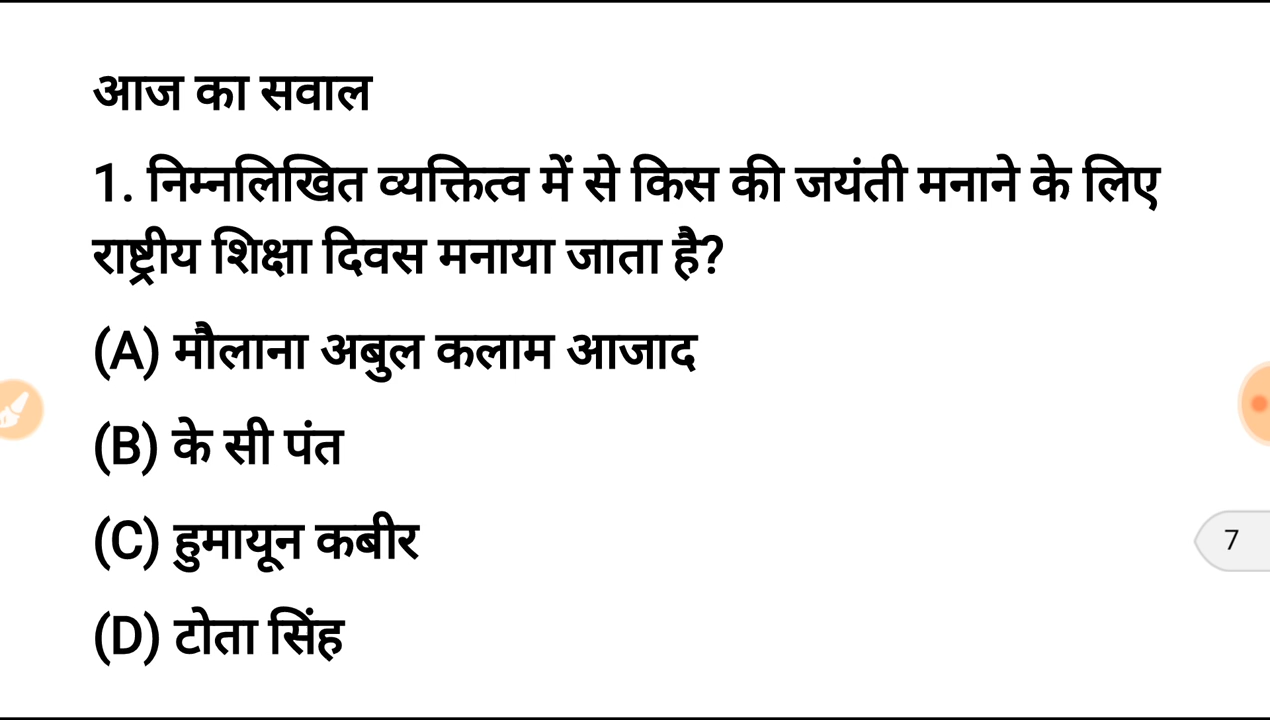 आज का सवाल
1. निम्नलिखित व्यक्तित्व में से किस की जयंती मनाने के लिए
राष्ट्रीय शिक्षा दिवस मनाया जाता है?
(A) मौलाना अबुल कलाम आजाद
(B) के सी पंत
(C) हुमायून कबीर
7
(D) टोता सिंह